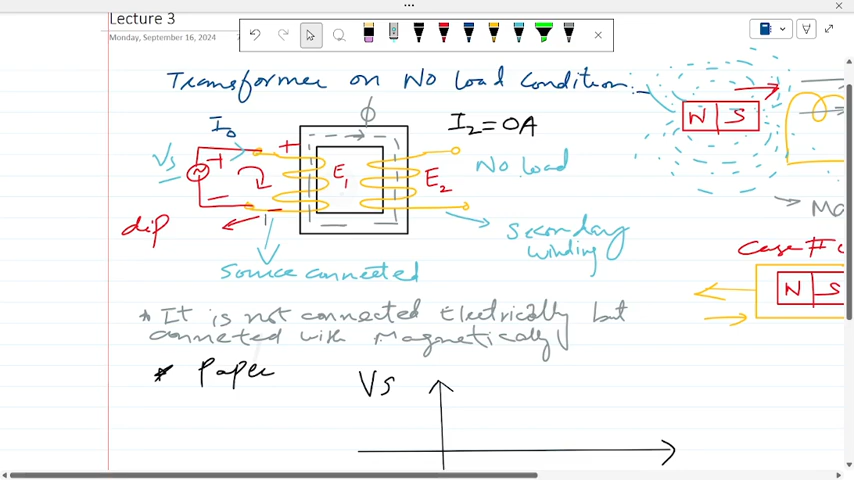 Lecture 3
Monday, September 16, 2024
Transformer on No Load Condition:_
N S
ϕ
I0
I2 = 0A
Vs
+
+
E1
E2
No load
dip
Secondary
winding
Source connected
Case #
N S
* It is not connected Electrically but
connected with Magnetically
* Paper
Vs